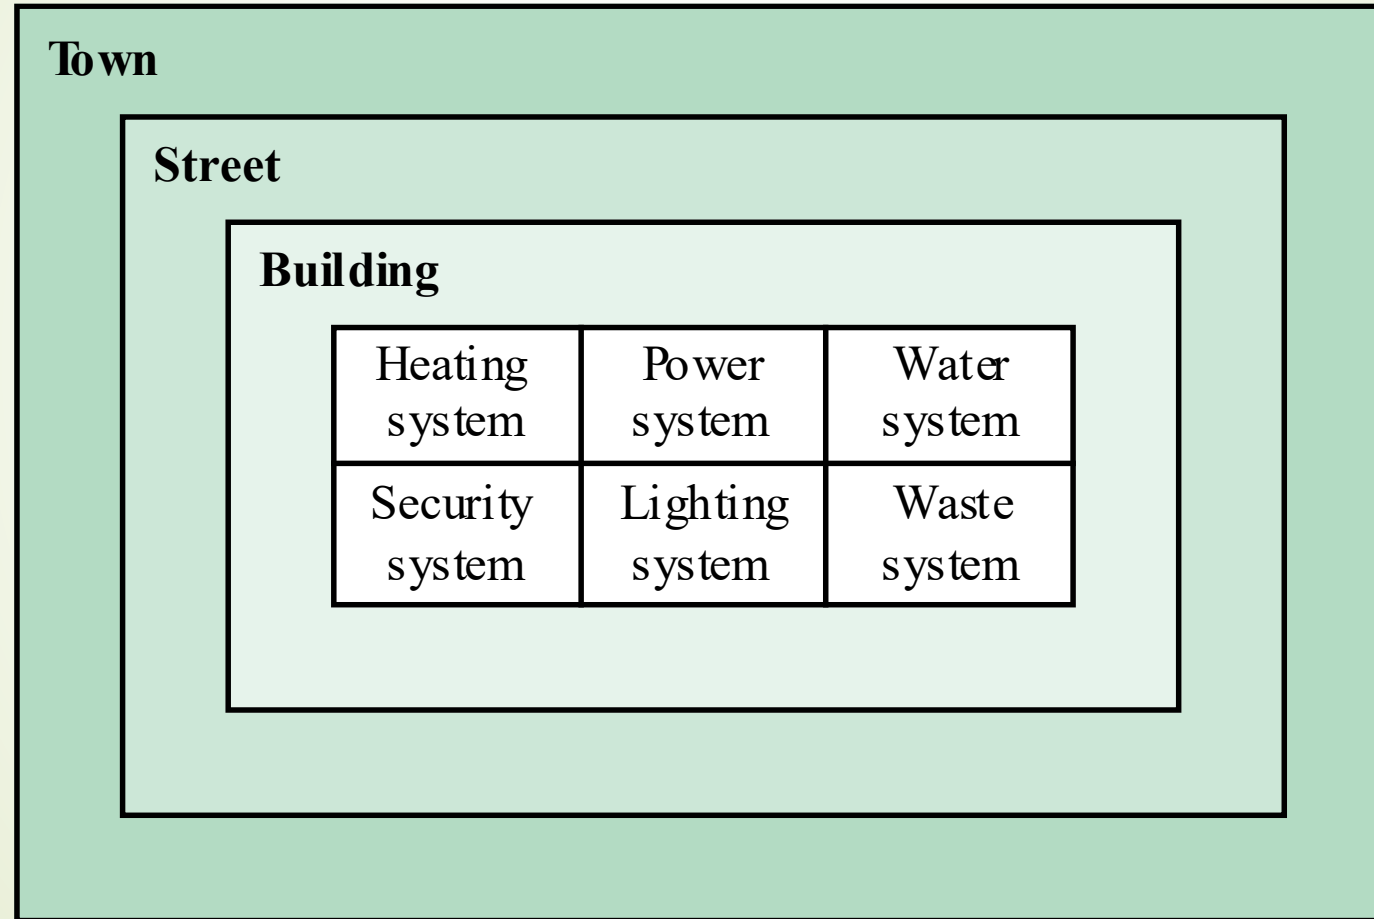 Town
Street
Building
Heating
system
Power
system
Water
system
Security
system
Lighting
system
Waste
system